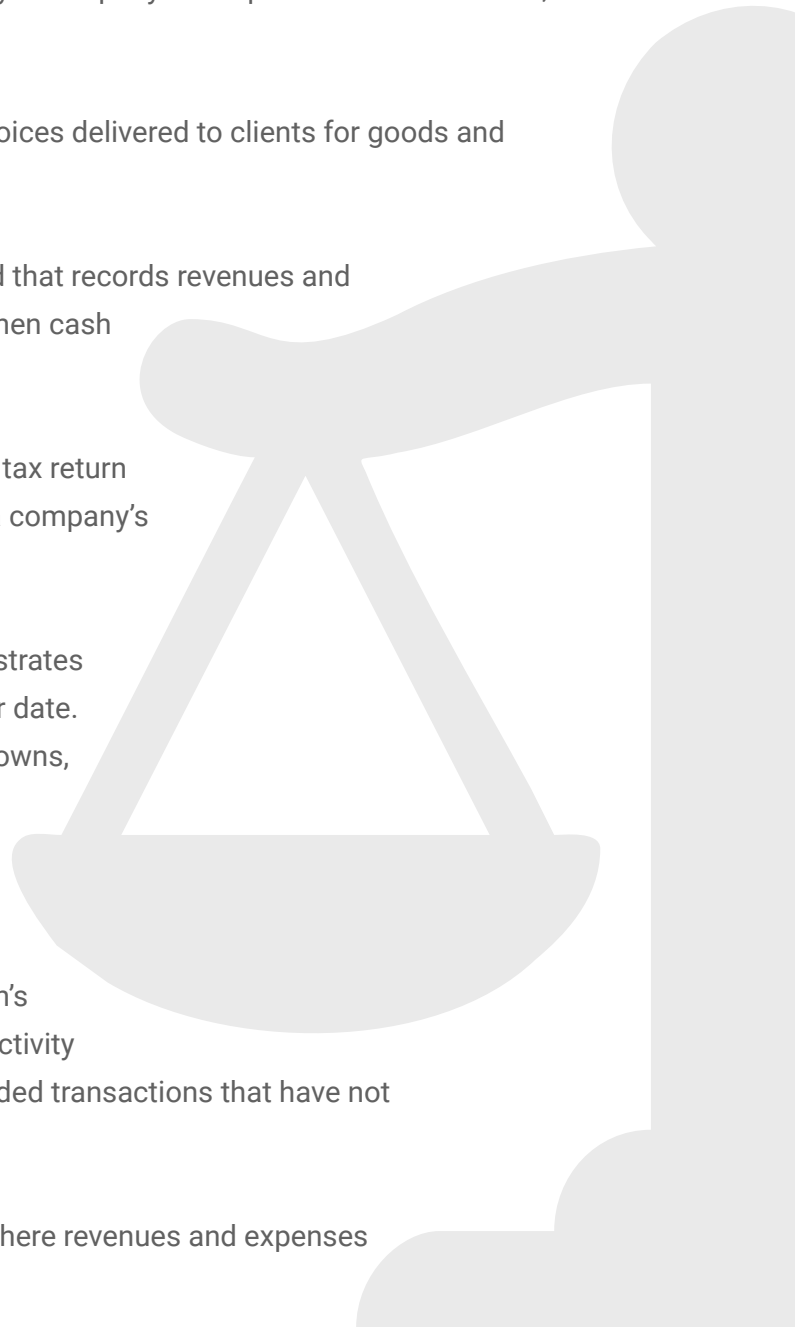 oices delivered to clients for goods and
d that records revenues and
hen cash
tax return
company’s
strates
r date.
owns,
n’s
ctivity
ded transactions that have not
here revenues and expenses